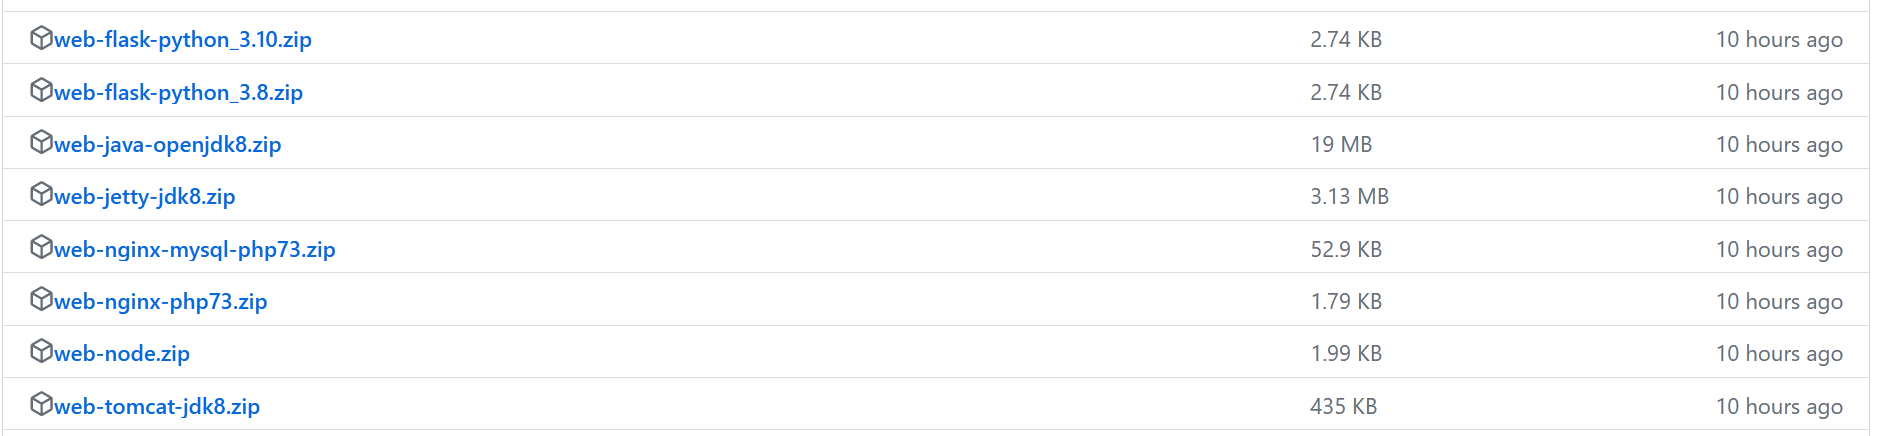 web-flask-python_3.10.zip 2.74 KB 10 hours ago
web-flask-python_3.8.zip 2.74 KB 10 hours ago
web-java-openjdk8.zip 19 MB 10 hours ago
web-jetty-jdk8.zip 3.13 MB 10 hours ago
web-nginx-mysql-php73.zip 52.9 KB 10 hours ago
web-nginx-php73.zip 1.79 KB 10 hours ago
web-node.zip 1.99 KB 10 hours ago
web-tomcat-jdk8.zip 435 KB 10 hours ago